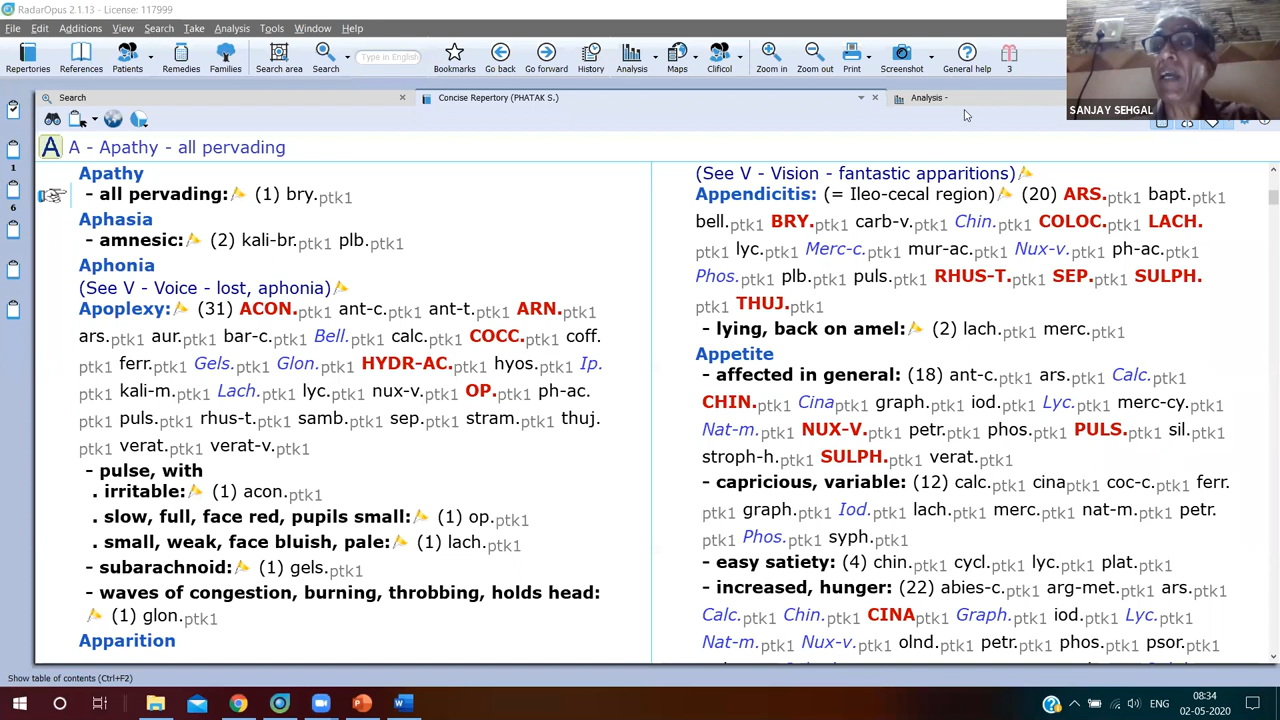 RadarOpus 2.1.13 - License: 117999
File Edit Additions View Search Take Analysis Tools Window Help
Repertories References Patients Remedies Families Search area Search Type in English Bookmarks Go back Go forward History Analysis Maps Clificol Zoom in Zoom out Print Screenshot General help 3
SANJAY SEHGAL
Search Concise Repertory (PHATAK S.) Analysis -
A A - Apathy - all pervading
1
6
Apathy
- all pervading: (1) bry.ptk1
Aphasia
- amnesic: (2) kali-br.ptk1 plb.ptk1
Aphonia
(See V - Voice - lost, aphonia)
Apoplexy: (31) ACON.ptk1 ant-c.ptk1 ant-t.ptk1 ARN.ptk1
ars.ptk1 aur.ptk1 bar-c.ptk1 Bell.ptk1 calc.ptk1 COCC.ptk1 coff.
ptk1 ferr.ptk1 Gels.ptk1 Glon.ptk1 HYDR-AC.ptk1 hyos.ptk1 Ip.
ptk1 kali-m.ptk1 Lach.ptk1 lyc.ptk1 nux-v.ptk1 OP.ptk1 ph-ac.
ptk1 puls.ptk1 rhus-t.ptk1 samb.ptk1 sep.ptk1 stram.ptk1 thuj.
ptk1 verat.ptk1 verat-v.ptk1
- pulse, with
. irritable: (1) acon.ptk1
. slow, full, face red, pupils small: (1) op.ptk1
. small, weak, face bluish, pale: (1) lach.ptk1
- subarachnoid: (1) gels.ptk1
- waves of congestion, burning, throbbing, holds head:
(1) glon.ptk1
Apparition
(See V - Vision - fantastic apparitions)
Appendicitis: (= Ileo-cecal region) (20) ARS.ptk1 bapt.ptk1
bell.ptk1 BRY.ptk1 carb-v.ptk1 Chin.ptk1 COLOC.ptk1 LACH.
ptk1 lyc.ptk1 Merc-c.ptk1 mur-ac.ptk1 Nux-v.ptk1 ph-ac.ptk1
Phos.ptk1 plb.ptk1 puls.ptk1 RHUS-T.ptk1 SEP.ptk1 SULPH.
ptk1 THUJ.ptk1
- lying, back on amel: (2) lach.ptk1 merc.ptk1
Appetite
- affected in general: (18) ant-c.ptk1 ars.ptk1 Calc.ptk1
CHIN.ptk1 Cinaptk1 graph.ptk1 iod.ptk1 Lyc.ptk1 merc-cy.ptk1
Nat-m.ptk1 NUX-V.ptk1 petr.ptk1 phos.ptk1 PULS.ptk1 sil.ptk1
stroph-h.ptk1 SULPH.ptk1 verat.ptk1
- capricious, variable: (12) calc.ptk1 cinaptk1 coc-c.ptk1 ferr.
ptk1 graph.ptk1 Iod.ptk1 lach.ptk1 merc.ptk1 nat-m.ptk1 petr.
ptk1 Phos.ptk1 syph.ptk1
- easy satiety: (4) chin.ptk1 cycl.ptk1 lyc.ptk1 plat.ptk1
- increased, hunger: (22) abies-c.ptk1 arg-met.ptk1 ars.ptk1
Calc.ptk1 Chin.ptk1 CINAptk1 Graph.ptk1 iod.ptk1 Lyc.ptk1
Nat-m.ptk1 Nux-v.ptk1 olnd.ptk1 petr.ptk1 phos.ptk1 psor.ptk1
Show table of contents (Ctrl+F2)
ENG 08:34
02-05-2020